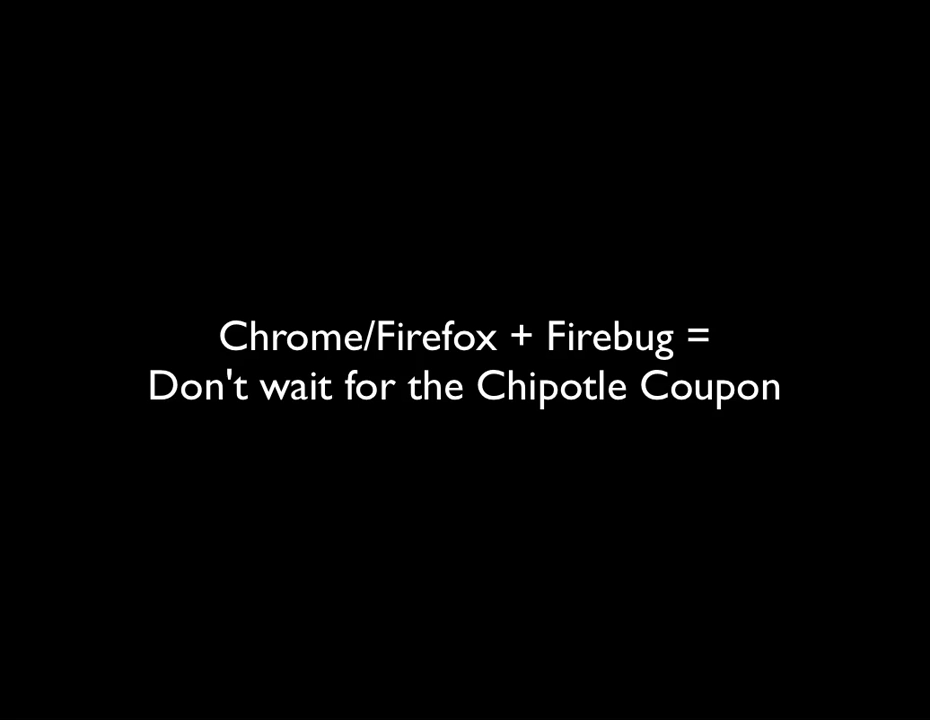 Chrome/Firefox + Firebug =
Don't wait for the Chipotle Coupon